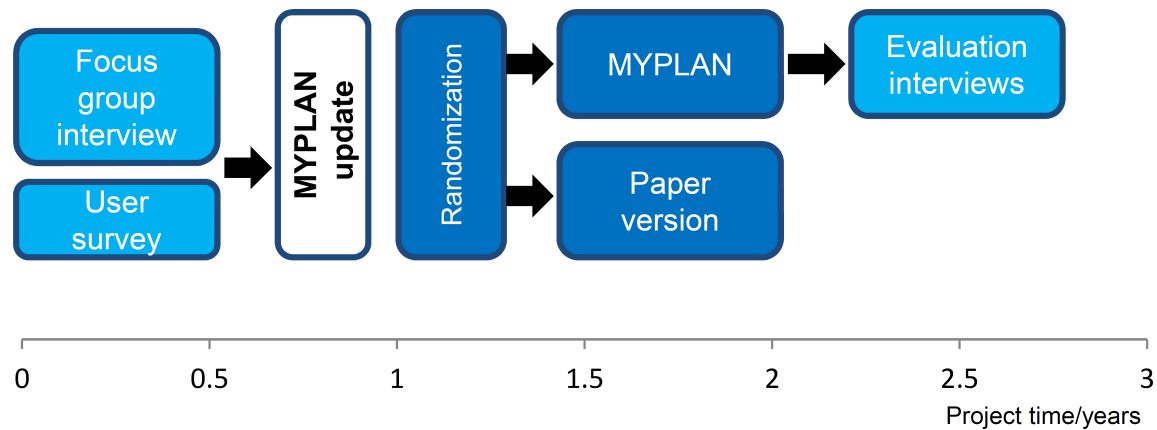 Focus
group
interview
User
survey
MYPLAN
update
Randomization
MYPLAN
Paper
version
Evaluation
interviews
0 0.5 1 1.5 2 2.5 3
Project time/years